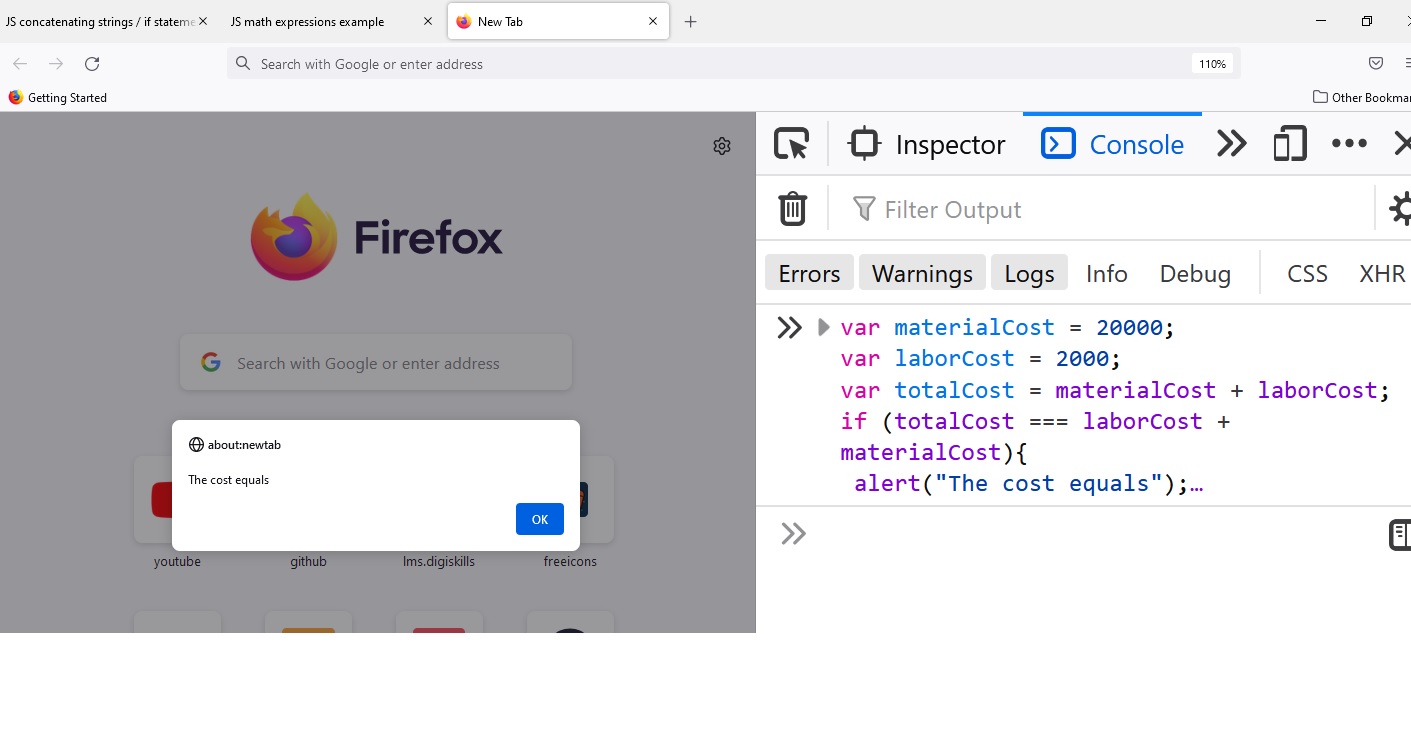 JS concatenating strings / if stateme
JS math expressions example
New Tab
Search with Google or enter address
110%
Getting Started
Other Bookmar
Firefox
Search with Google or enter address
about:newtab
The cost equals
OK
youtube
github
lms.digiskills
freeicons
Inspector
Console
Filter Output
Errors
Warnings
Logs
Info
Debug
CSS
XHR
var materialCost = 20000;
var laborCost = 2000;
var totalCost = materialCost + laborCost;
if (totalCost === laborCost +
materialCost){
alert("The cost equals");…